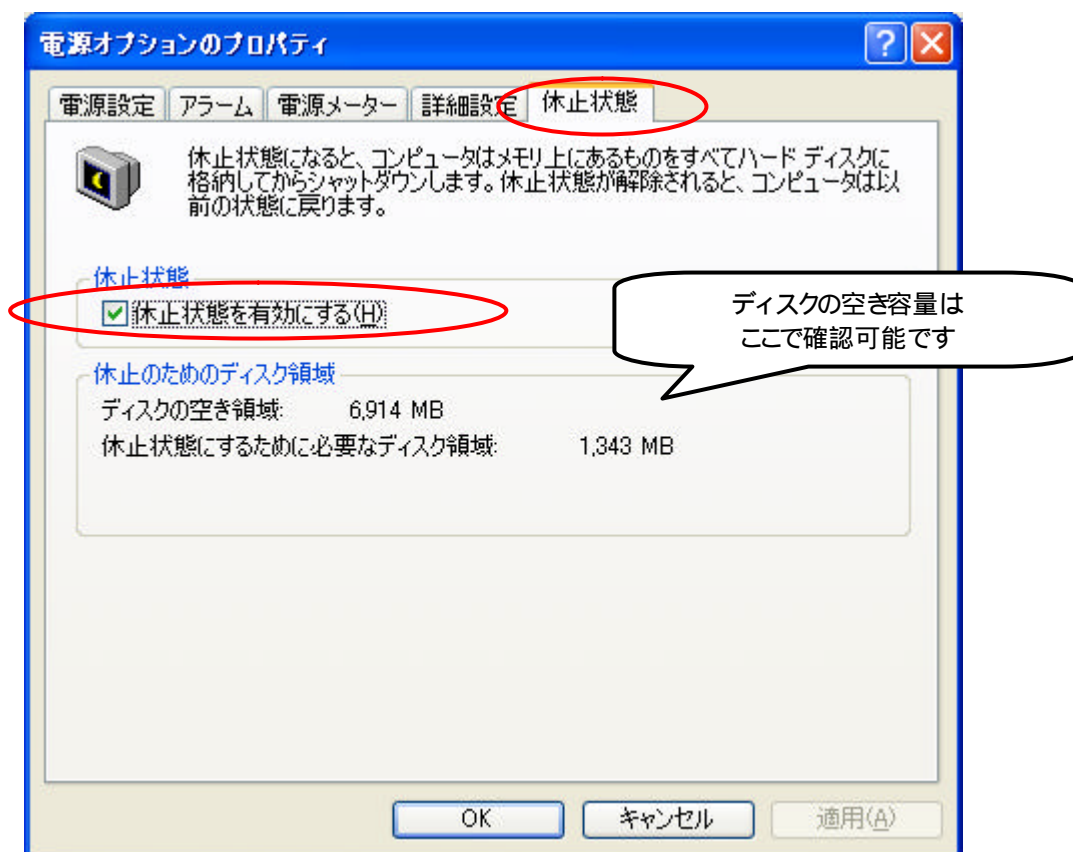 電源オプションのプロパティ
電源設定 アラーム 電源メーター 詳細設定 休止状態
休止状態になると、コンピュータはメモリ上にあるものをすべてハード ディスクに
格納してからシャットダウンします。休止状態が解除されると、コンピュータは以
前の状態に戻ります。
休止状態
休止状態を有効にする(H)
ディスクの空き容量は
ここで確認可能です
休止のためのディスク領域
ディスクの空き領域: 6,914 MB
休止状態にするために必要なディスク領域: 1,343 MB
OK キャンセル 適用(A)